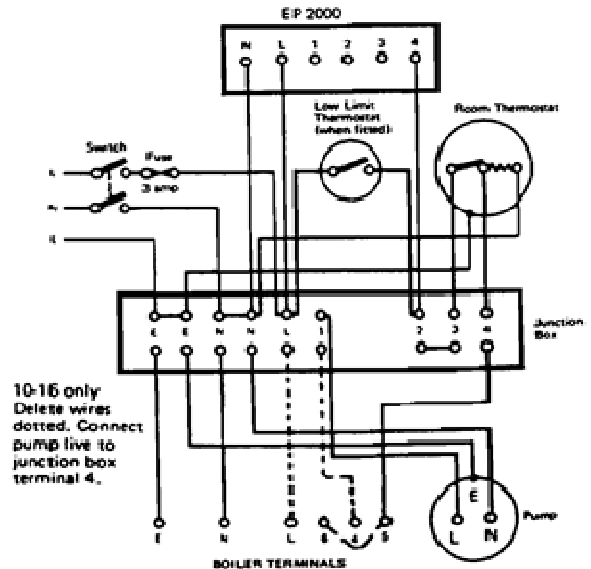 EIP 2000
N L 1 2 3 4
Low Limit
Thermostat
(when fitted)
Room Thermostat
Switch
Fuse
3 amp
L
N
E
E E N N L 1 2 3 4
Junction
Box
10-16 only
Delete wires
dotted. Connect
pump live to
junction box
terminal 4.
E
L N
Pump
E N L 6 4 5
BOILER TERMINALS